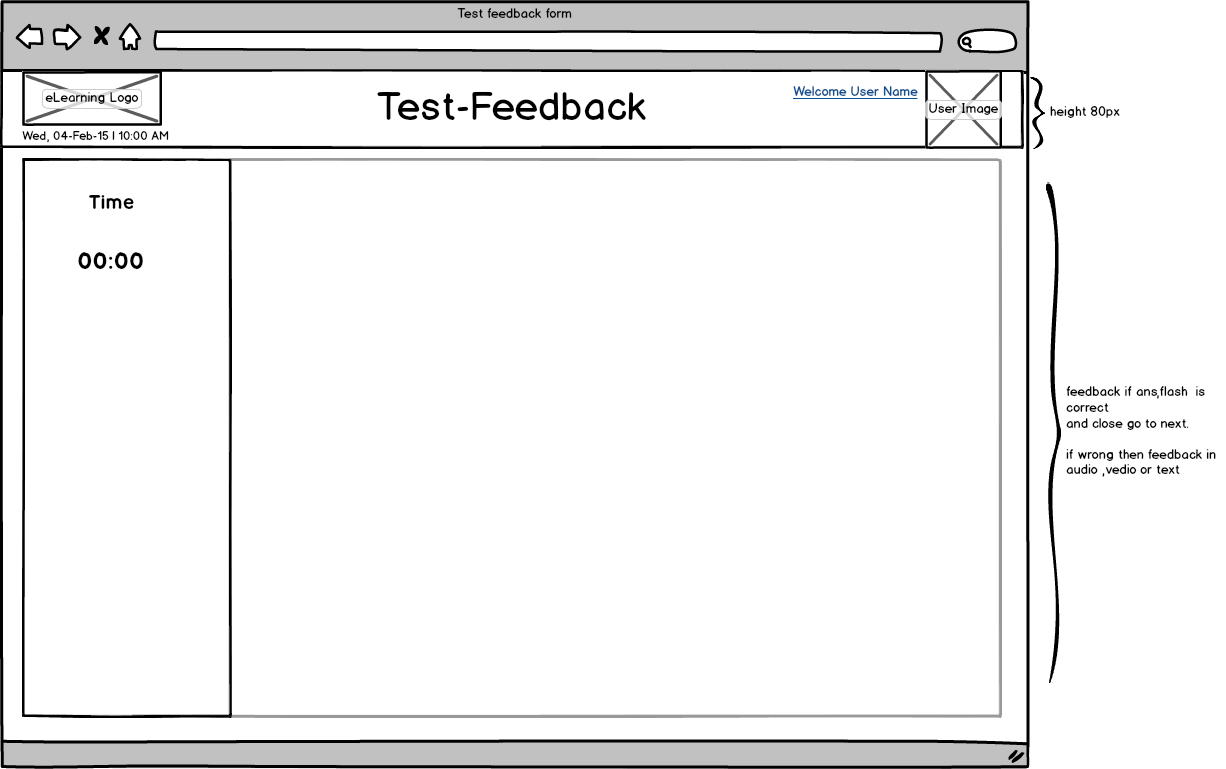 Test feedback form
eLearning Logo
Wed, 04-Feb-15 | 10:00 AM
Test-Feedback
Welcome User Name
User Image
height 80px
Time
00:00
feedback if ans,flash is
correct
and close go to next.
if wrong then feedback in
audio ,vedio or text